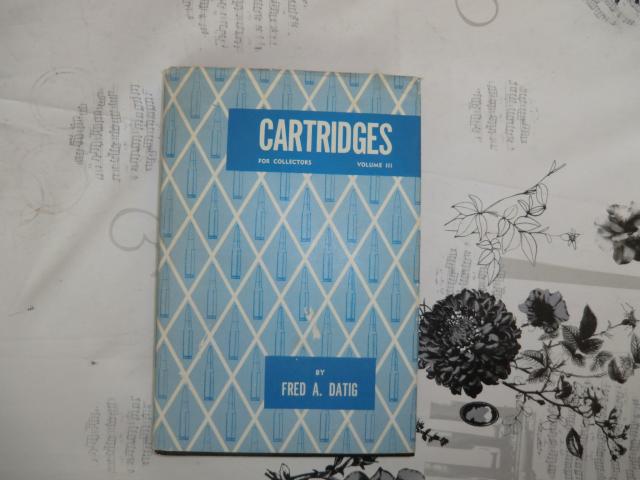 CARTRIDGES
FOR COLLECTORS VOLUME III
BY
FRED A. DATIG